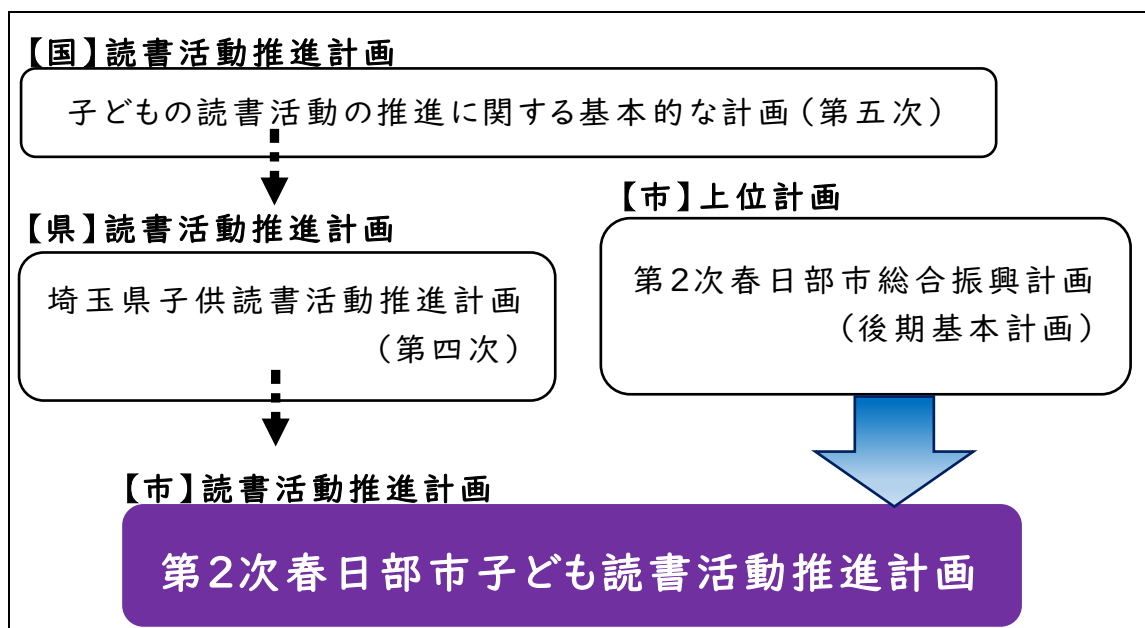 【国】読書活動推進計画
子どもの読書活動の推進に関する基本的な計画（第五次）
【県】読書活動推進計画
埼玉県子供読書活動推進計画
（第四次）
【市】上位計画
第2次春日部市総合振興計画
（後期基本計画）
【市】読書活動推進計画
第2次春日部市子ども読書活動推進計画